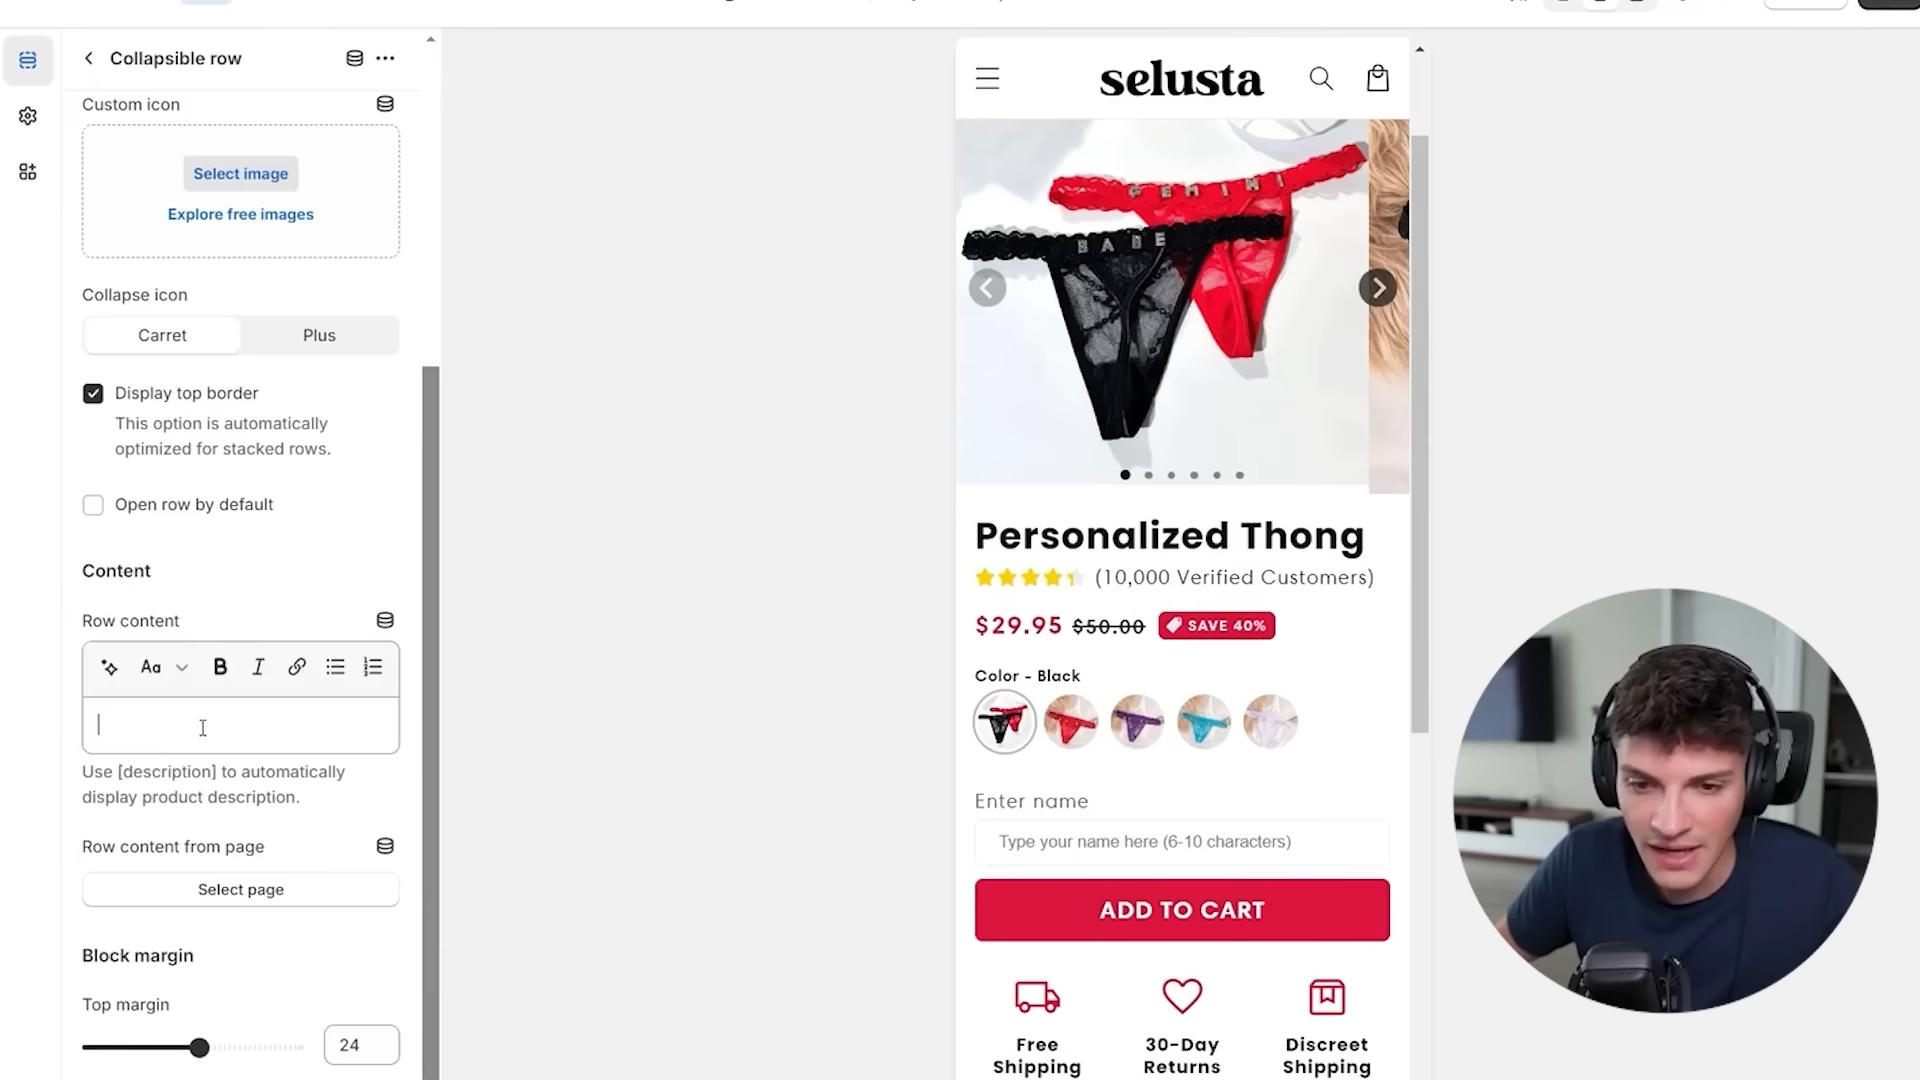 Collapsible row
Custom icon
Select image
Explore free images
Collapse icon
Carret
Plus
Display top border
This option is automatically
optimized for stacked rows.
Open row by default
Content
Row content
Aa
B
I
Use [description] to automatically
display product description.
Row content from page
Select page
Block margin
Top margin
24
selusta
GEMINI
BABE
Personalized Thong
(10,000 Verified Customers)
$29.95 $50.00 SAVE 40%
Color - Black
Enter name
Type your name here (6-10 characters)
ADD TO CART
Free
Shipping
30-Day
Returns
Discreet
Shipping